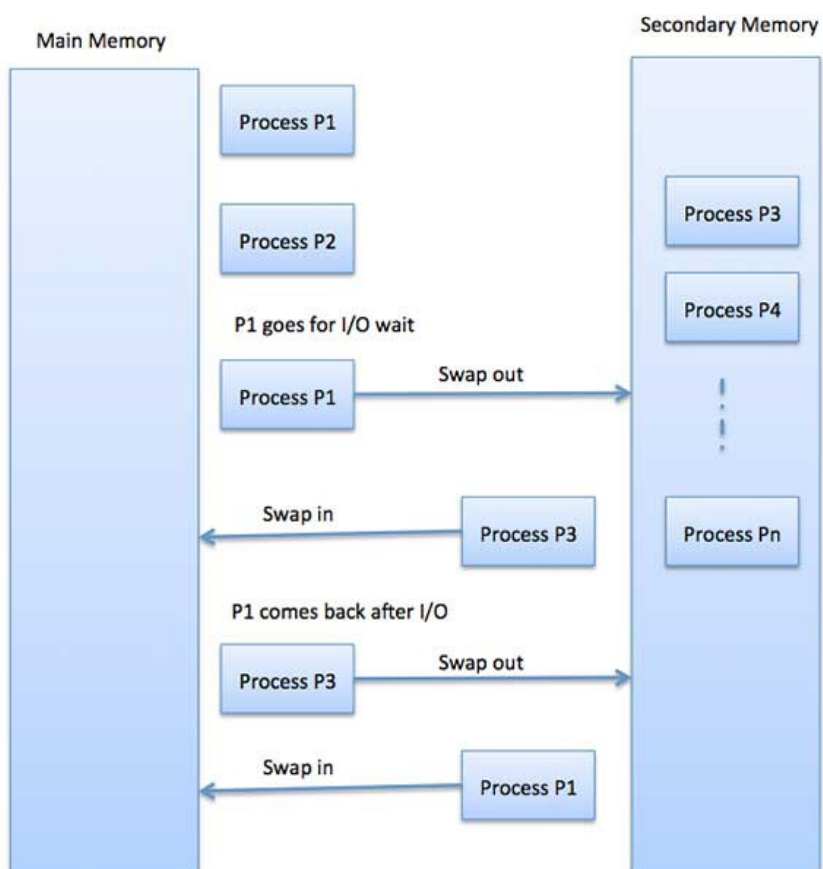 Main Memory
Secondary Memory
Process P1
Process P3
Process P2
Process P4
P1 goes for I/O wait
Process P1
Swap out
Swap in
Process P3
Process Pn
P1 comes back after I/O
Process P3
Swap out
Swap in
Process P1